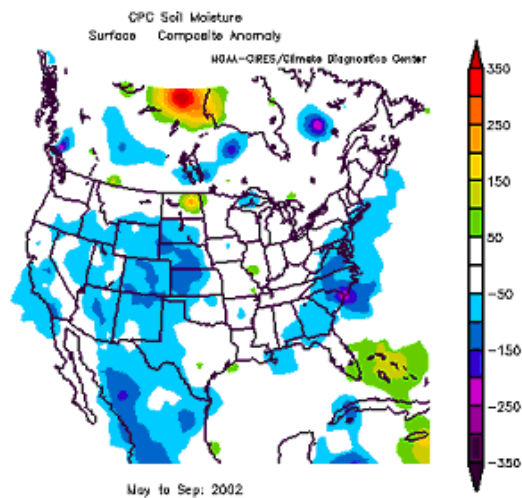 CPC Soil Moisture
Surface Composite Anomaly
NOAA-CIRES/Climate Diagnostics Center
350
250
150
50
-50
-150
-250
-350
May to Sep: 2002